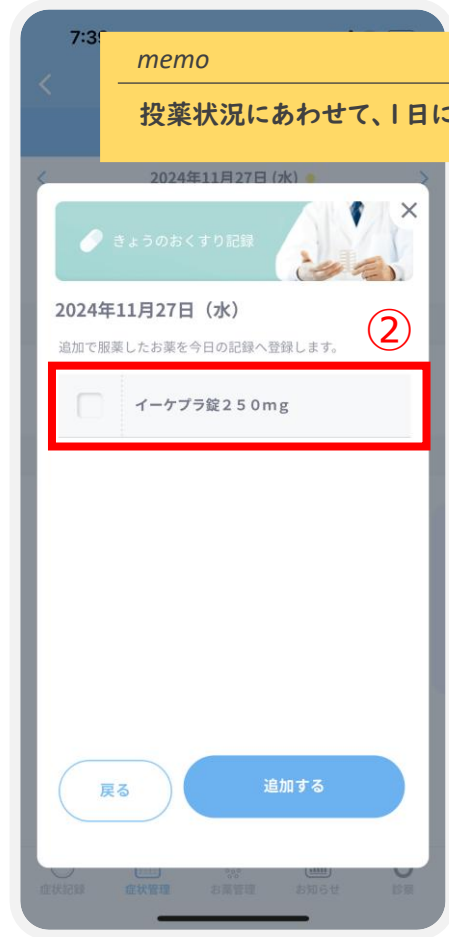 7:39
memo
投薬状況にあわせて、1日に
2024年11月27日 (水)
きょうのおくすり記録
2024年11月27日（水）
②
追加で服薬したお薬を今日の記録へ登録します。
イーケプラ錠２５０mg
戻る
追加する
症状記録 症状管理 お薬管理 お知らせ 診察